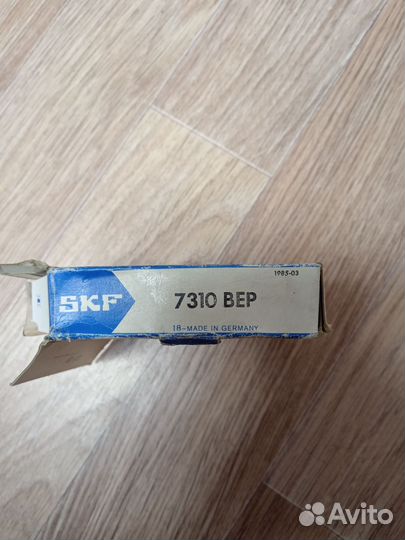 1985-03
SKF
7310 BEP
18-MADE IN GERMANY
Avito